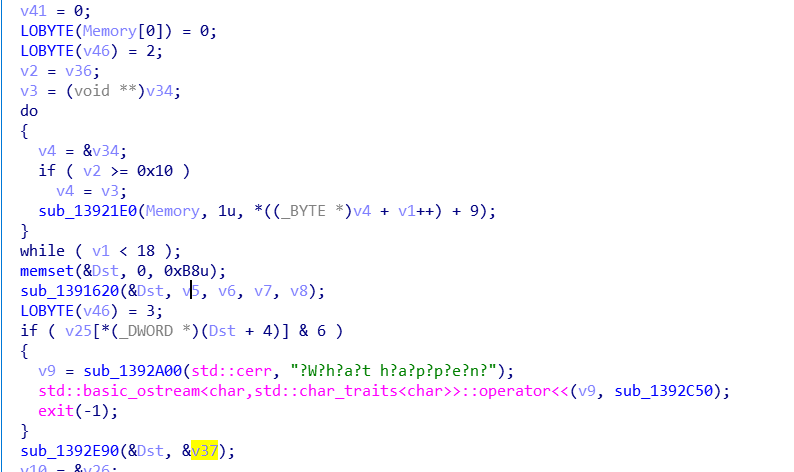 v41 = 0;
LOBYTE(Memory[0]) = 0;
LOBYTE(v46) = 2;
v2 = v36;
v3 = (void **)v34;
do
{
v4 = &v34;
if ( v2 >= 0x10 )
v4 = v3;
sub_13921E0(Memory, 1u, *((_BYTE *)v4 + v1++) + 9);
}
while ( v1 < 18 );
memset(&Dst, 0, 0xB8u);
sub_1391620(&Dst, v5, v6, v7, v8);
LOBYTE(v46) = 3;
if ( v25[*(_DWORD *)(Dst + 4)] & 6 )
{
v9 = sub_1392A00(std::cerr, "?W?h?a?t h?a?p?p?e?n?");
std::basic_ostream<char,std::char_traits<char>>::operator<<(v9, sub_1392C50);
exit(-1);
}
sub_1392E90(&Dst, &v37);
v10 = &v26;